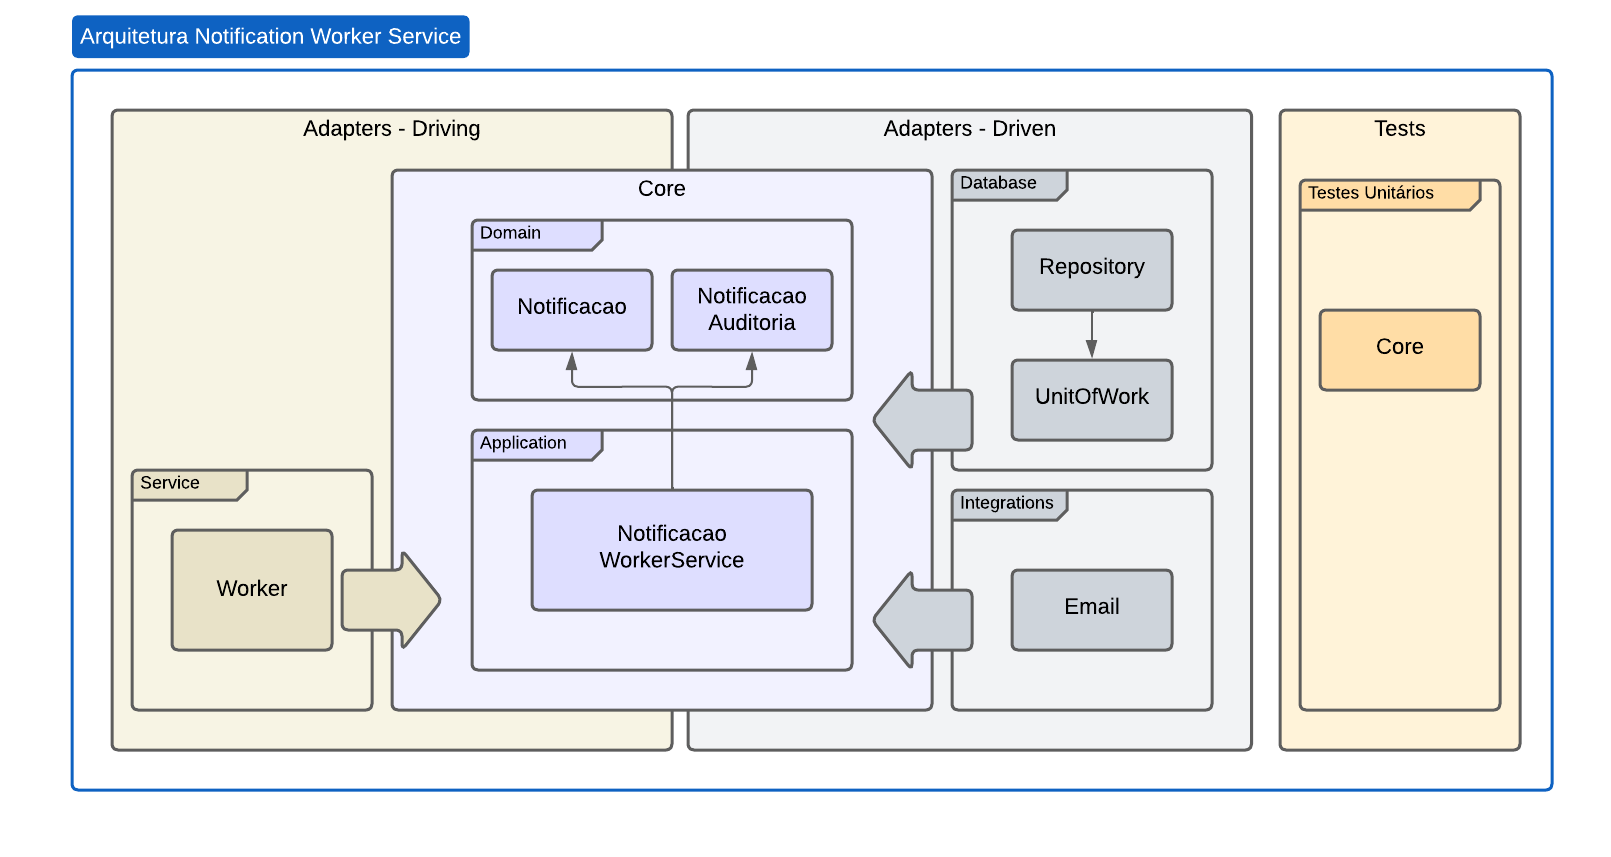 Arquitetura Notification Worker Service
Adapters - Driving
Adapters - Driven
Tests
Core
Domain
Notificacao
Notificacao
Auditoria
Application
Notificacao
WorkerService
Service
Worker
Database
Repository
UnitOfWork
Integrations
Email
Testes Unitários
Core